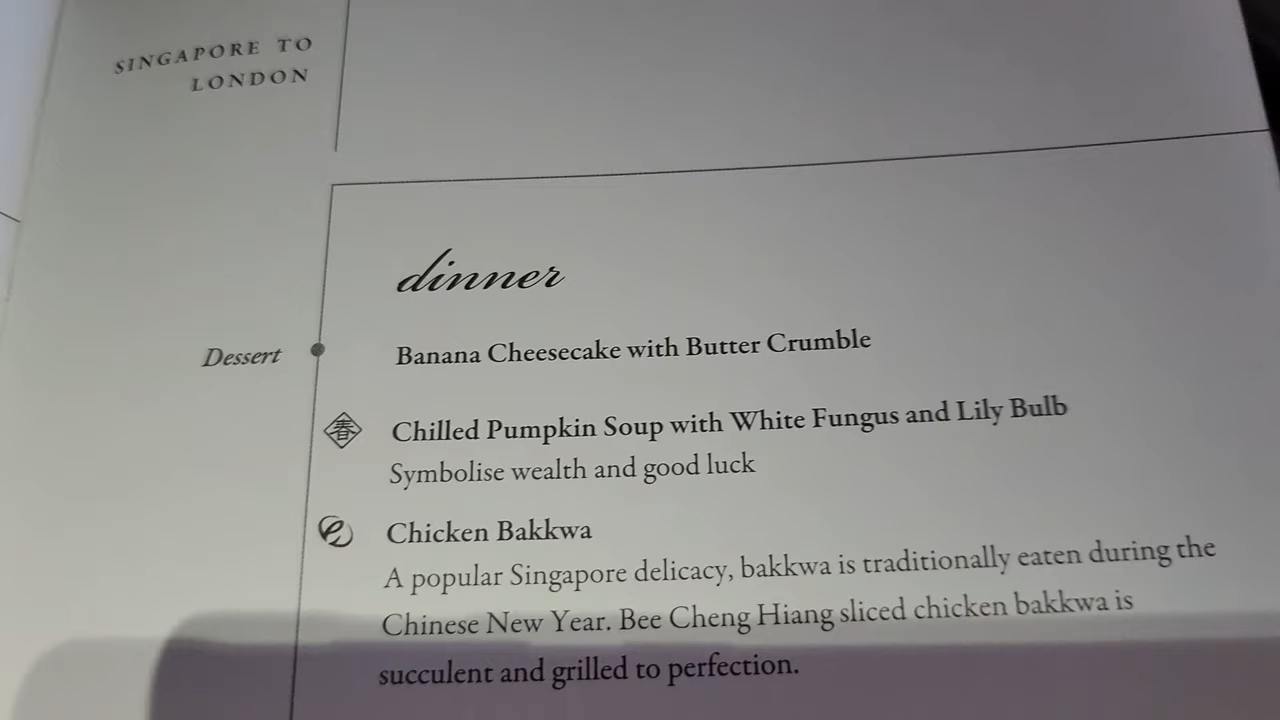 SINGAPORE TO
LONDON
dinner
Dessert
Banana Cheesecake with Butter Crumble
春
Chilled Pumpkin Soup with White Fungus and Lily Bulb
Symbolise wealth and good luck
e
Chicken Bakkwa
A popular Singapore delicacy, bakkwa is traditionally eaten during the
Chinese New Year. Bee Cheng Hiang sliced chicken bakkwa is
succulent and grilled to perfection.